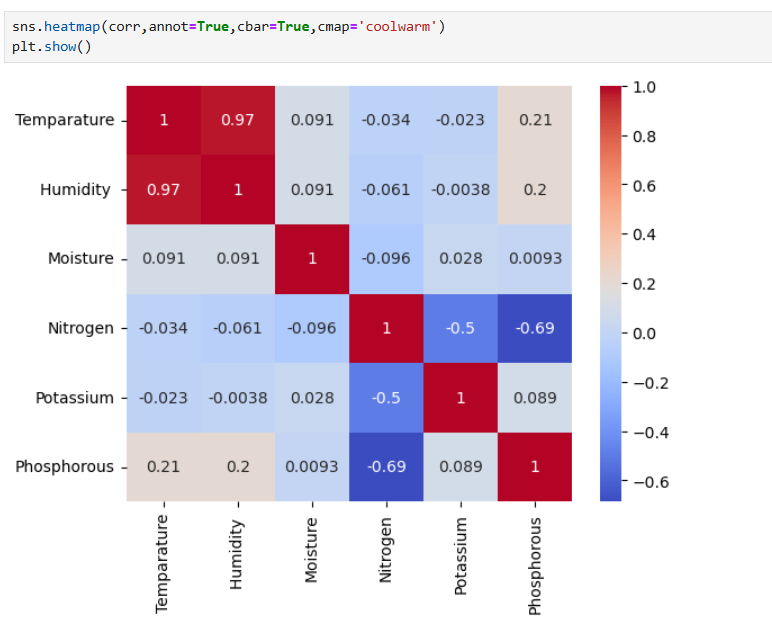 sns.heatmap(corr,annot=True,cbar=True,cmap='coolwarm')
plt.show()
Temparature 1 0.97 0.091 -0.034 -0.023 0.21
Humidity 0.97 1 0.091 -0.061 -0.0038 0.2
Moisture 0.091 0.091 1 -0.096 0.028 0.0093
Nitrogen -0.034 -0.061 -0.096 1 -0.5 -0.69
Potassium -0.023 -0.0038 0.028 -0.5 1 0.089
Phosphorous 0.21 0.2 0.0093 -0.69 0.089 1
Temparature
Humidity
Moisture
Nitrogen
Potassium
Phosphorous
1.0
0.8
0.6
0.4
0.2
0.0
−0.2
−0.4
−0.6